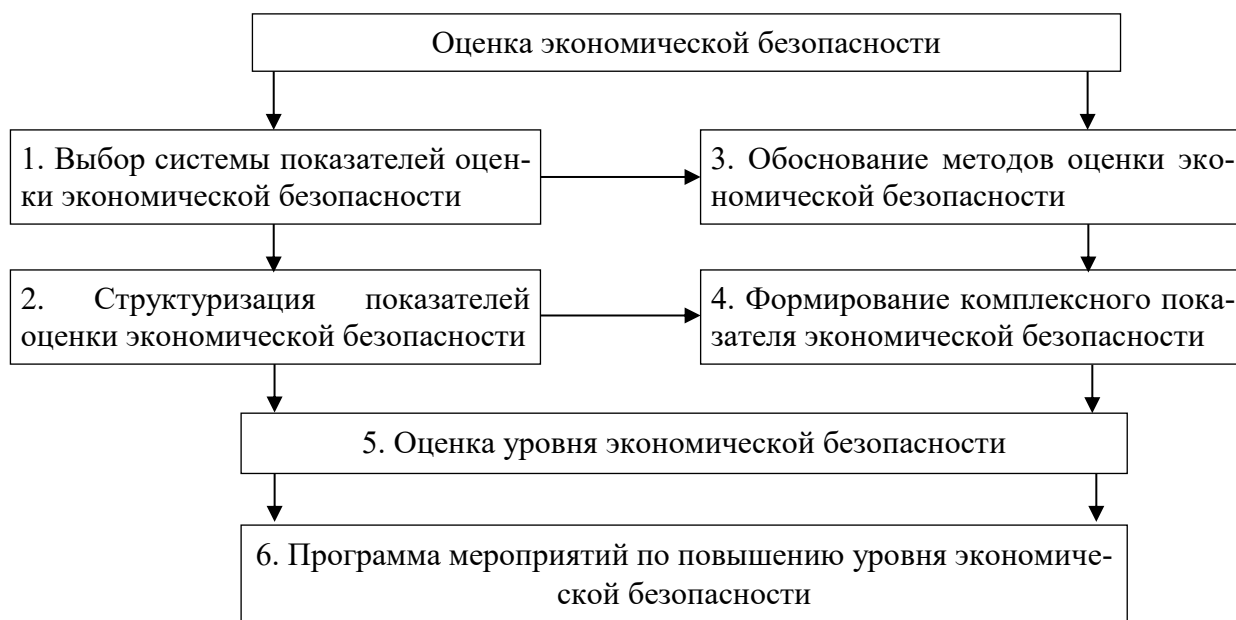 Оценка экономической безопасности
1. Выбор системы показателей оцен-
ки экономической безопасности
3. Обоснование методов оценки эко-
номической безопасности
2. Структуризация показателей
оценки экономической безопасности
4. Формирование комплексного пока-
зателя экономической безопасности
5. Оценка уровня экономической безопасности
6. Программа мероприятий по повышению уровня экономиче-
ской безопасности